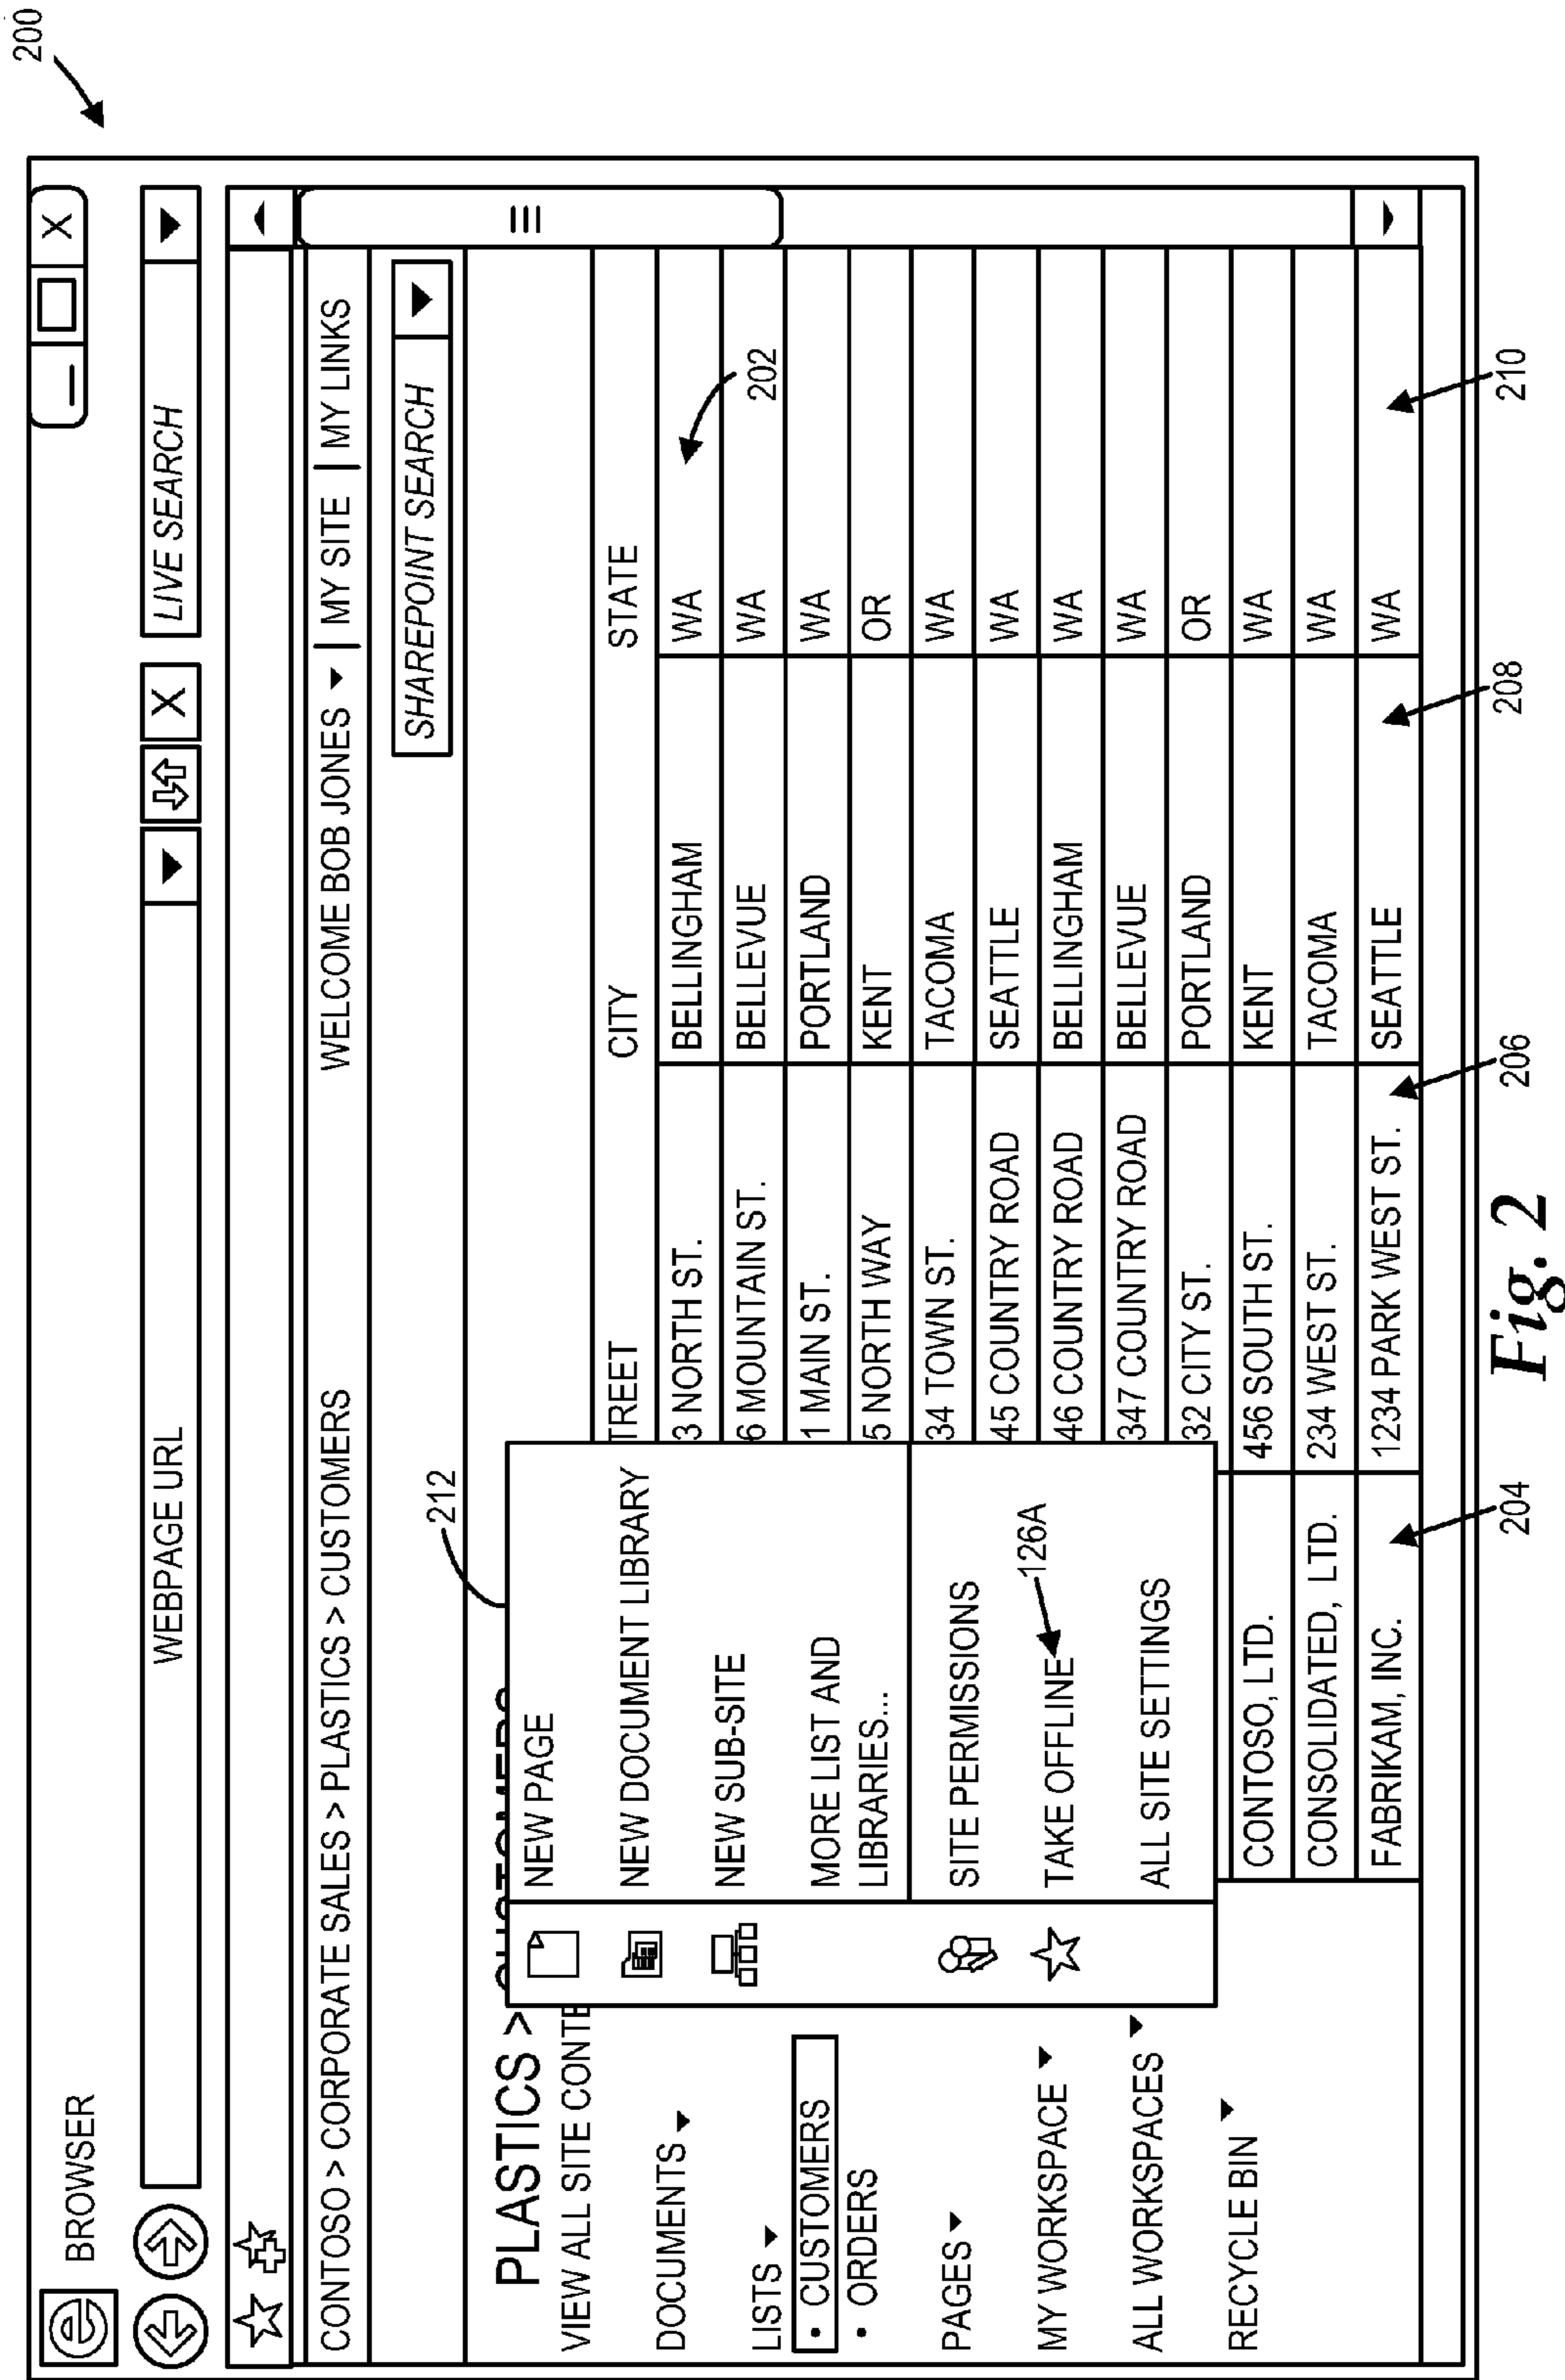 200
BROWSER
WEBPAGE URL
LIVE SEARCH
X
X
CONTOSO > CORPORATE SALES > PLASTICS > CUSTOMERS
WELCOME BOB JONES
| MY SITE | MY LINKS
SHAREPOINT SEARCH
212
PLASTICS > CUSTOMERS
VIEW ALL SITE CONTE
DOCUMENTS
LISTS
• CUSTOMERS
• ORDERS
PAGES
MY WORKSPACE
ALL WORKSPACES
RECYCLE BIN
NEW PAGE
NEW DOCUMENT LIBRARY
NEW SUB-SITE
MORE LIST AND
LIBRARIES...
SITE PERMISSIONS
TAKE OFFLINE
126A
ALL SITE SETTINGS
TREET CITY STATE
3 NORTH ST. BELLINGHAM WA
202
6 MOUNTAIN ST. BELLEVUE WA
1 MAIN ST. PORTLAND WA
5 NORTH WAY KENT OR
34 TOWN ST. TACOMA WA
45 COUNTRY ROAD SEATTLE WA
46 COUNTRY ROAD BELLINGHAM WA
347 COUNTRY ROAD BELLEVUE WA
32 CITY ST. PORTLAND OR
CONTOSO, LTD. 456 SOUTH ST. KENT WA
CONSOLIDATED, LTD. 234 WEST ST. TACOMA WA
FABRIKAM, INC. 1234 PARK WEST ST. SEATTLE WA
204 206 208 210
Fig. 2